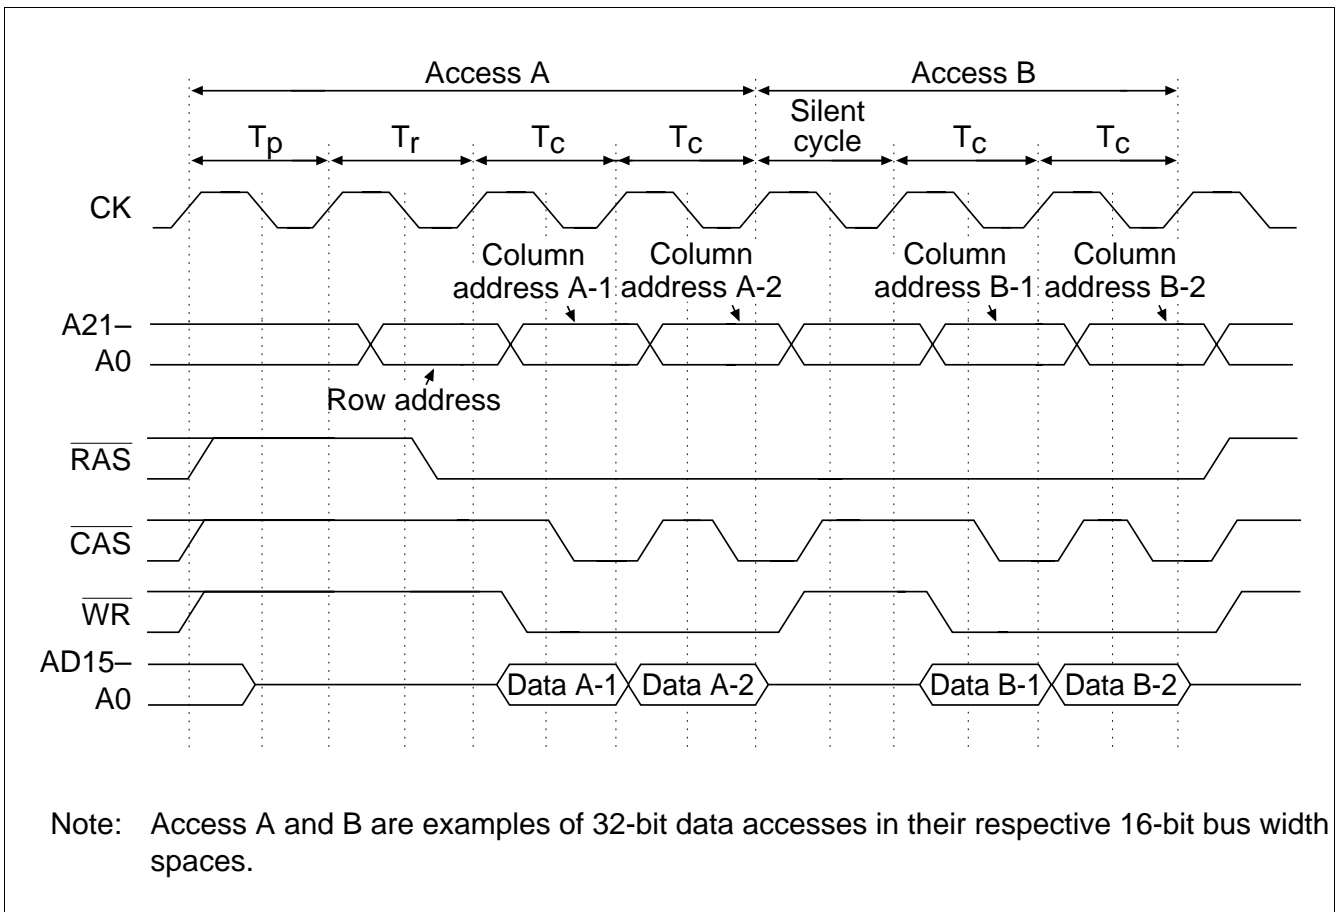 Access A
Access B
Tp
Tr
Tc
Tc
Silent
cycle
Tc
Tc
CK
Column
address A-1
Column
address A-2
Column
address B-1
Column
address B-2
A21–
A0
Row address
RAS
CAS
WR
AD15–
A0
Data A-1
Data A-2
Data B-1
Data B-2
Note: Access A and B are examples of 32-bit data accesses in their respective 16-bit bus width
spaces.